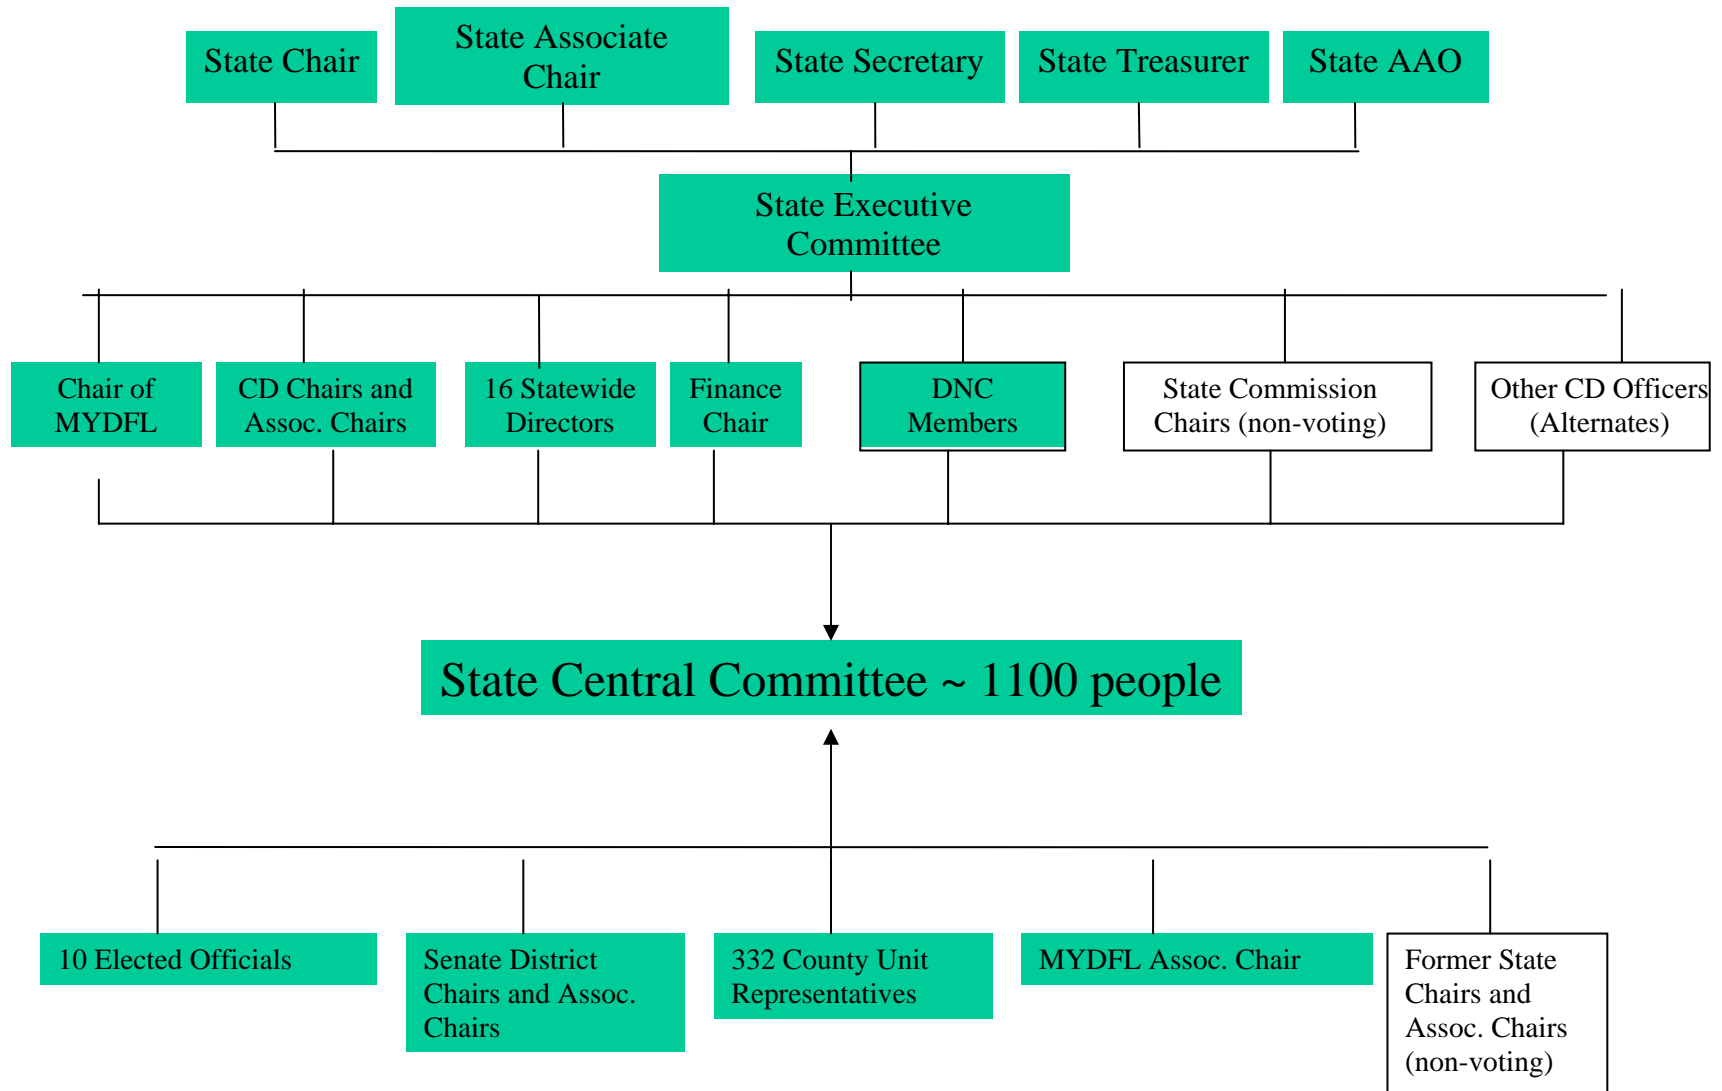 State Chair
State Associate
Chair
State Secretary
State Treasurer
State AAO
State Executive
Committee
Chair of
MYDFL
CD Chairs and
Assoc. Chairs
16 Statewide
Directors
Finance
Chair
DNC
Members
State Commission
Chairs (non-voting)
Other CD Officers
(Alternates)
State Central Committee ~ 1100 people
10 Elected Officials
Senate District
Chairs and Assoc.
Chairs
332 County Unit
Representatives
MYDFL Assoc. Chair
Former State
Chairs and
Assoc. Chairs
(non-voting)